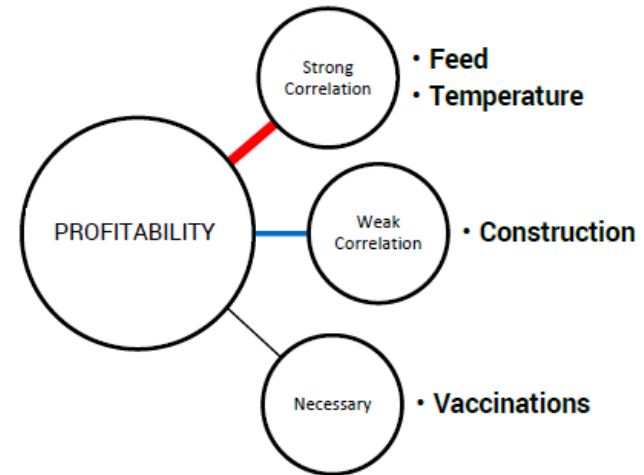 Strong
Correlation
• Feed
• Temperature
PROFITABILITY
Weak
Correlation
• Construction
Necessary
• Vaccinations